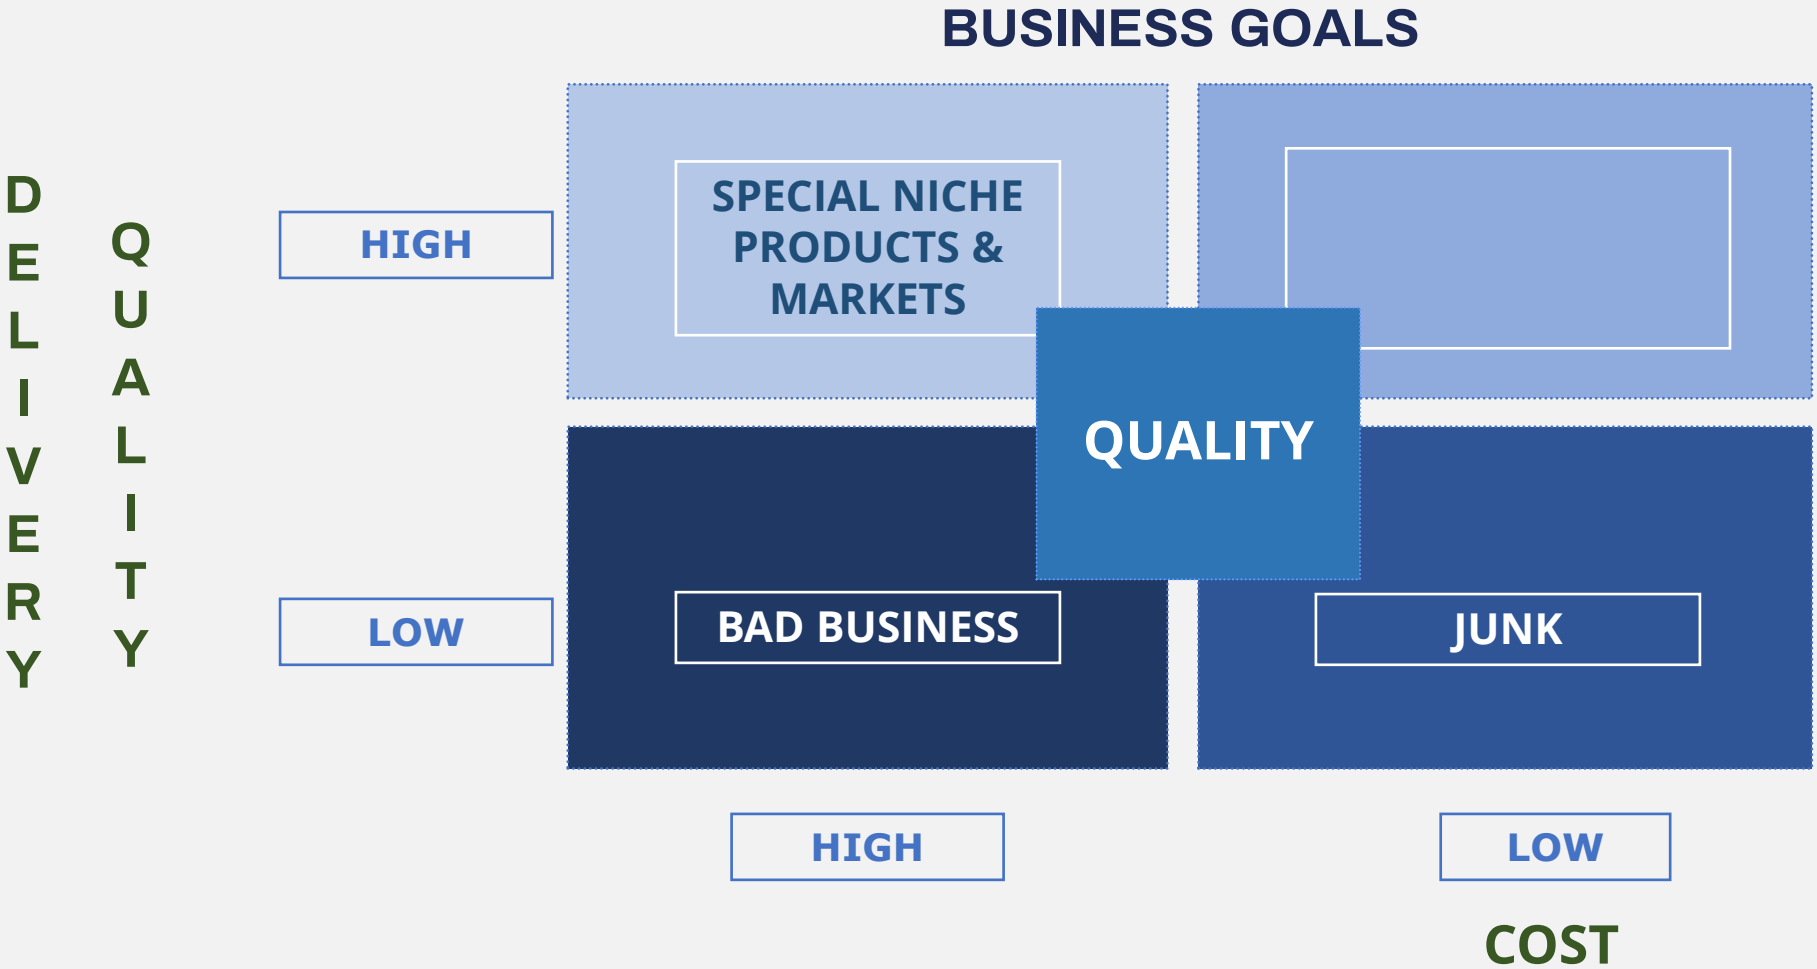 BUSINESS GOALS
DELIVERY
QUALITY
HIGH
SPECIAL NICHE
PRODUCTS &
MARKETS
QUALITY
LOW
BAD BUSINESS
JUNK
HIGH
LOW
COST